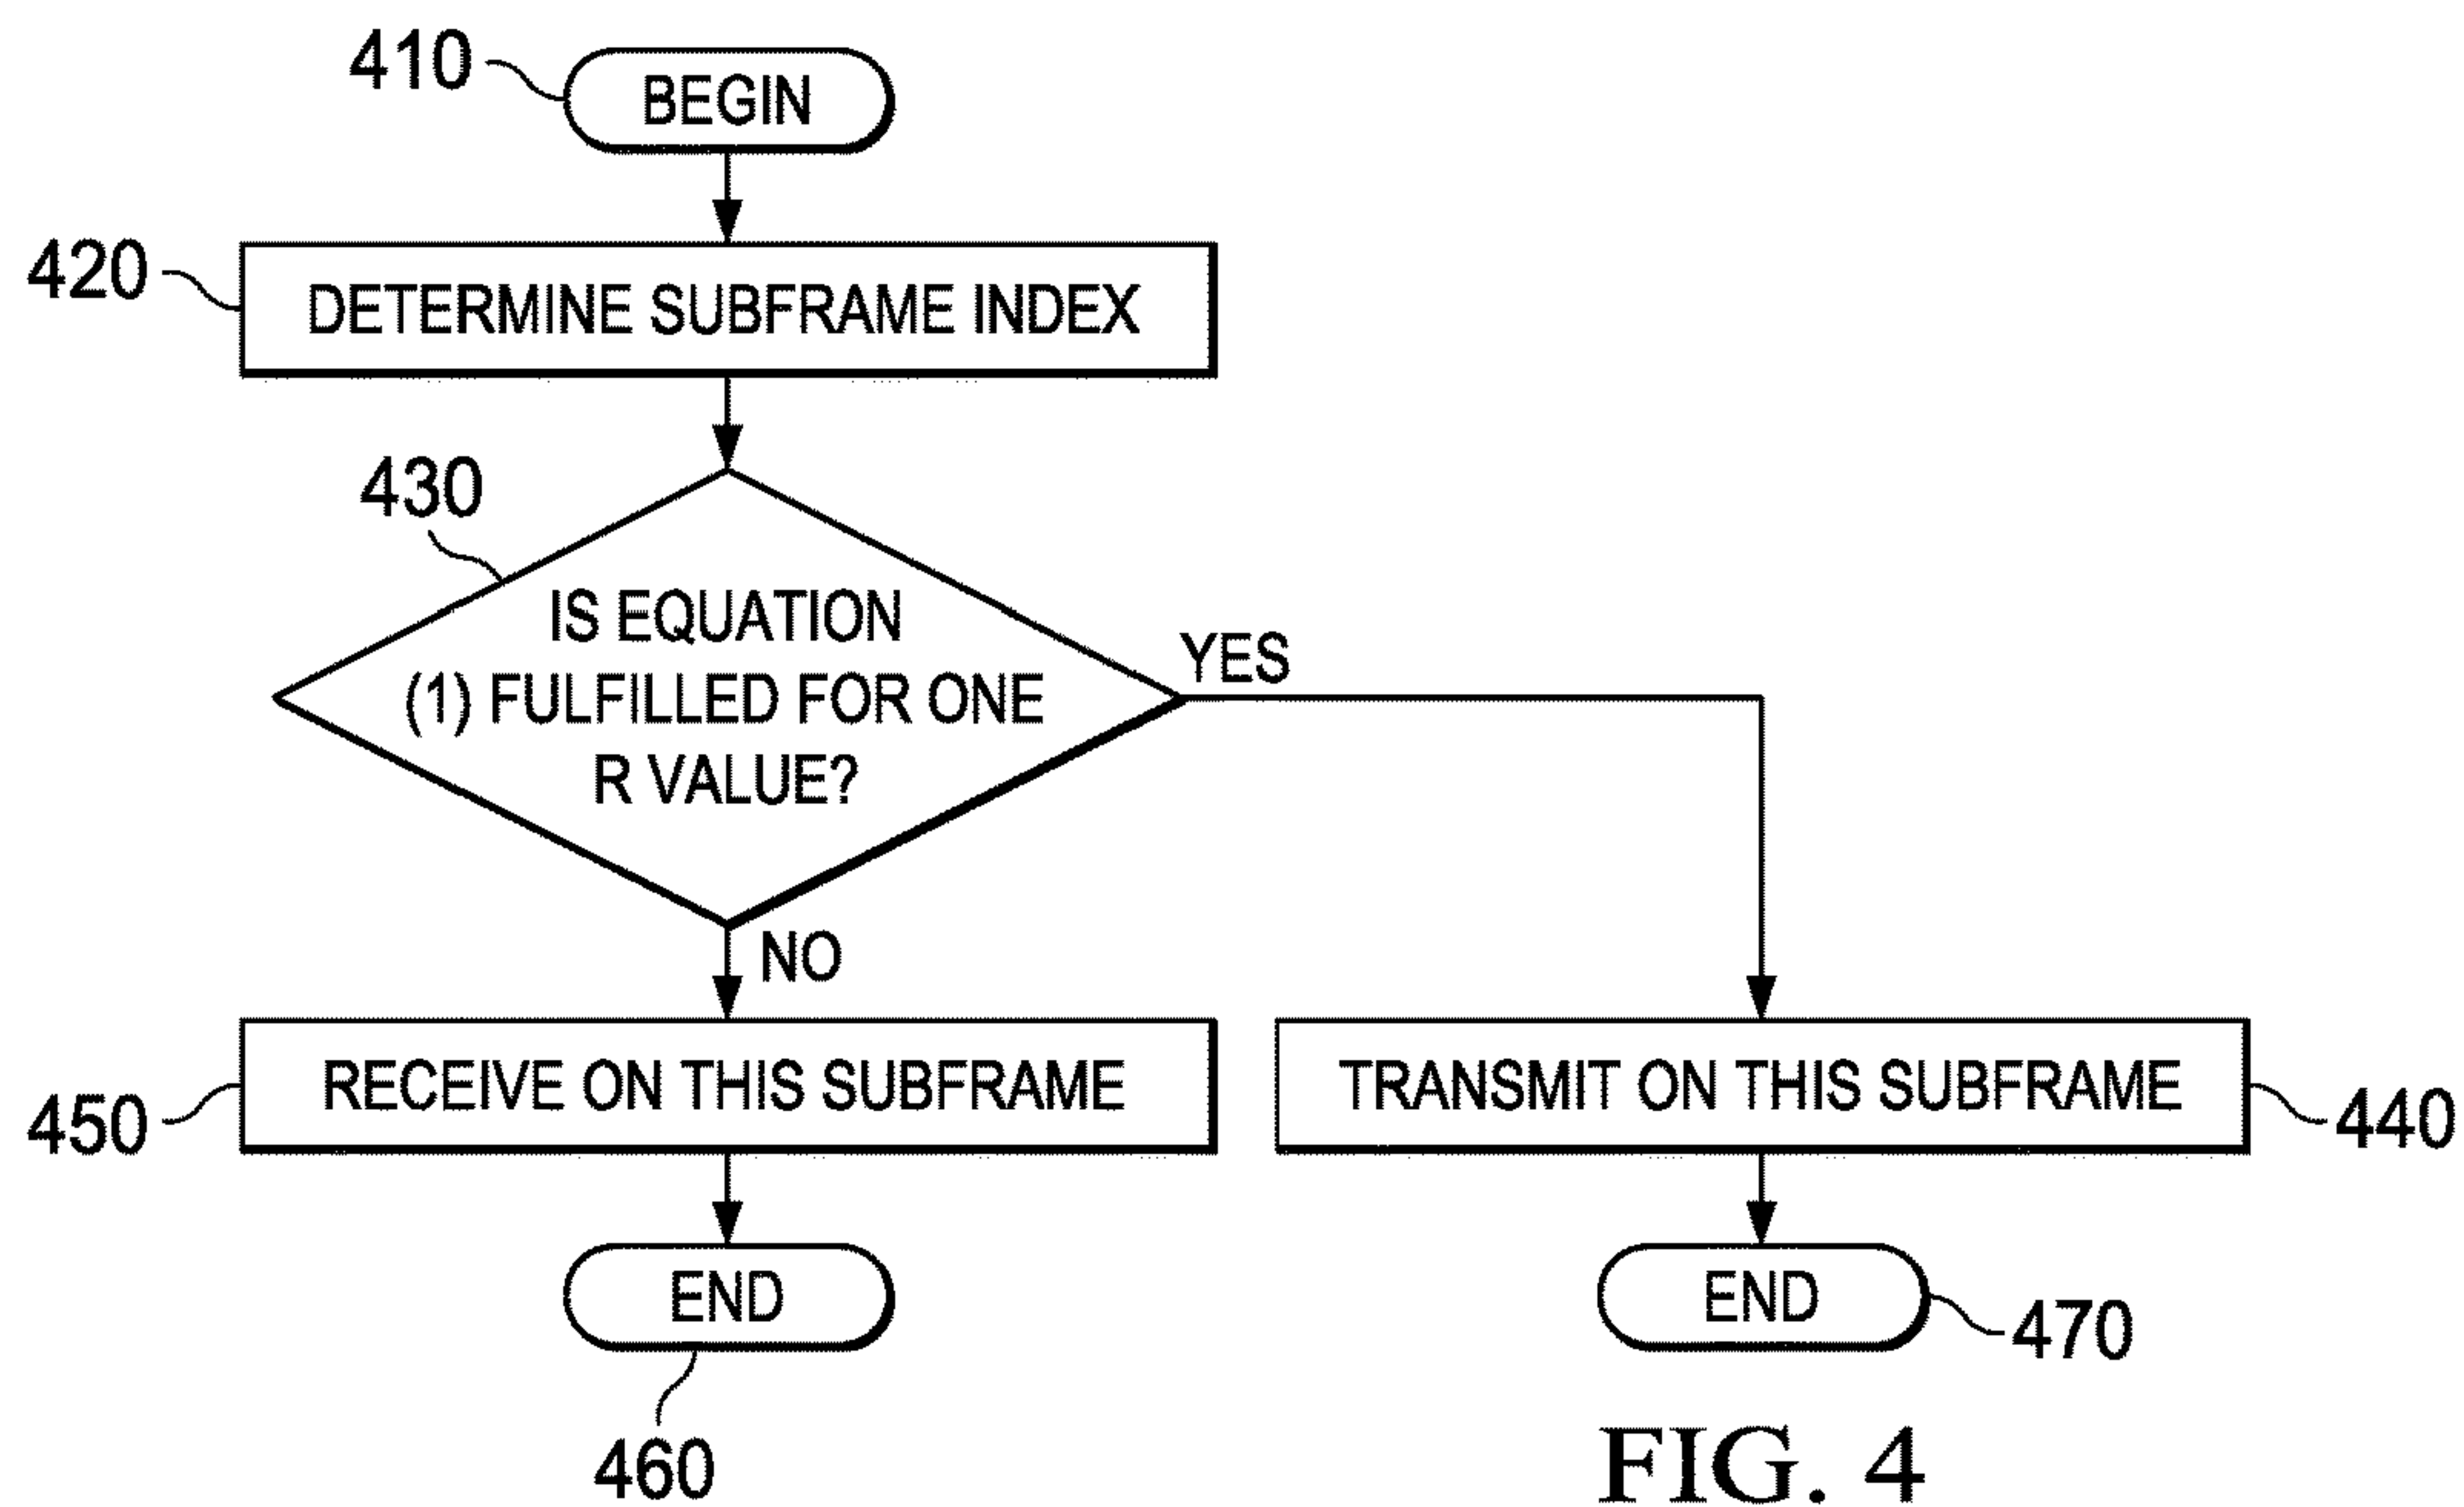 410
BEGIN
420
DETERMINE SUBFRAME INDEX
430
IS EQUATION
(1) FULFILLED FOR ONE
R VALUE?
YES
NO
450
RECEIVE ON THIS SUBFRAME
TRANSMIT ON THIS SUBFRAME
440
END
460
END
470
FIG. 4